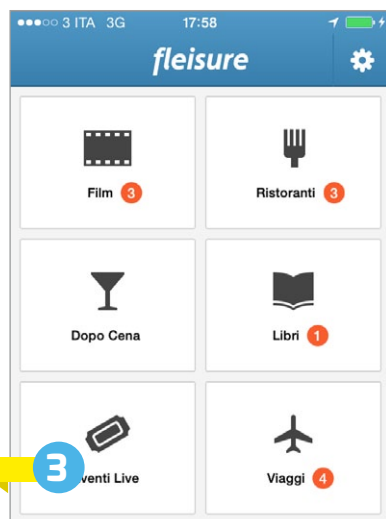 3 ITA 3G 17:58
fleisure
Film 3
Ristoranti 3
Dopo Cena
Libri 1
3
venti Live
Viaggi 4